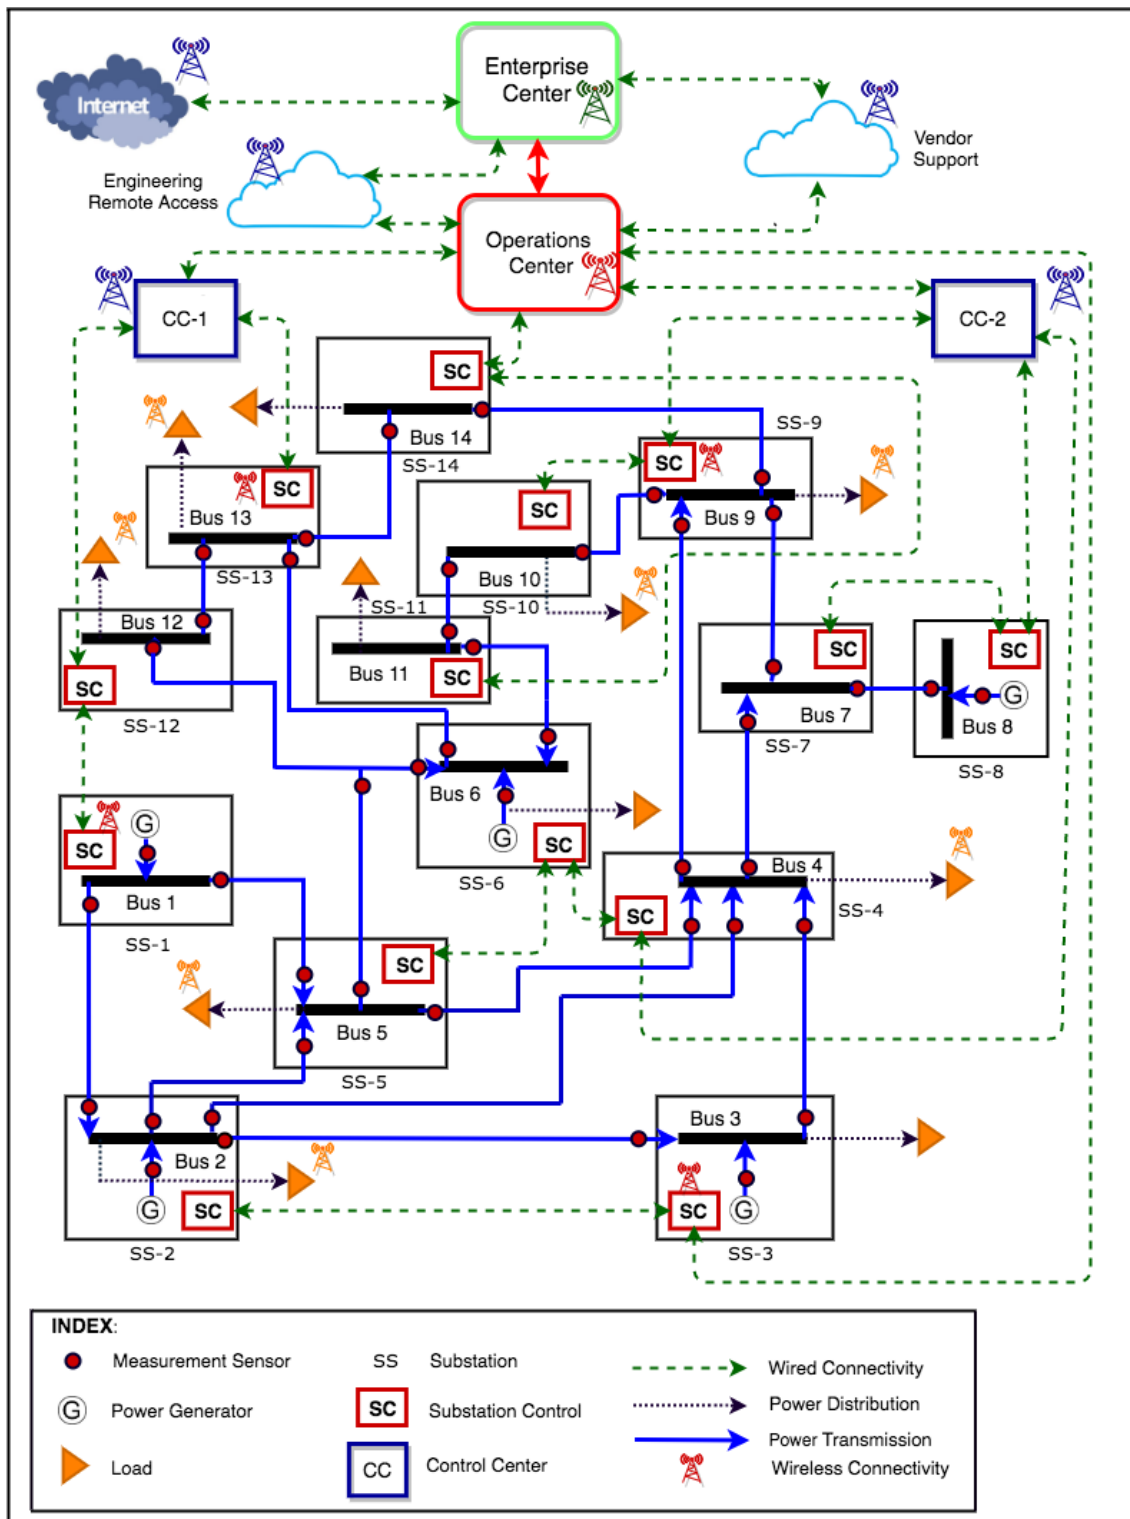 Enterprise
Center
Internet
Vendor
Support
Engineering
Remote Access
Operations
Center
CC-1
CC-2
SC
Bus 14
SS-14
SS-9
SC
Bus 9
SC
Bus 13
SS-13
SC
Bus 10
SS-10
SS-11
Bus 12
SC
SS-12
Bus 11
SC
SC
Bus 7
SS-7
SC
G
Bus 8
SS-8
Bus 6
G
SC
SS-6
G
SC
Bus 1
SS-1
Bus 4
SC
SS-4
SC
Bus 5
SS-5
Bus 2
G
SC
SS-2
Bus 3
SC
G
SS-3
INDEX:
Measurement Sensor
SS Substation
Wired Connectivity
G Power Generator
SC Substation Control
Power Distribution
Power Transmission
Load
CC Control Center
Wireless Connectivity